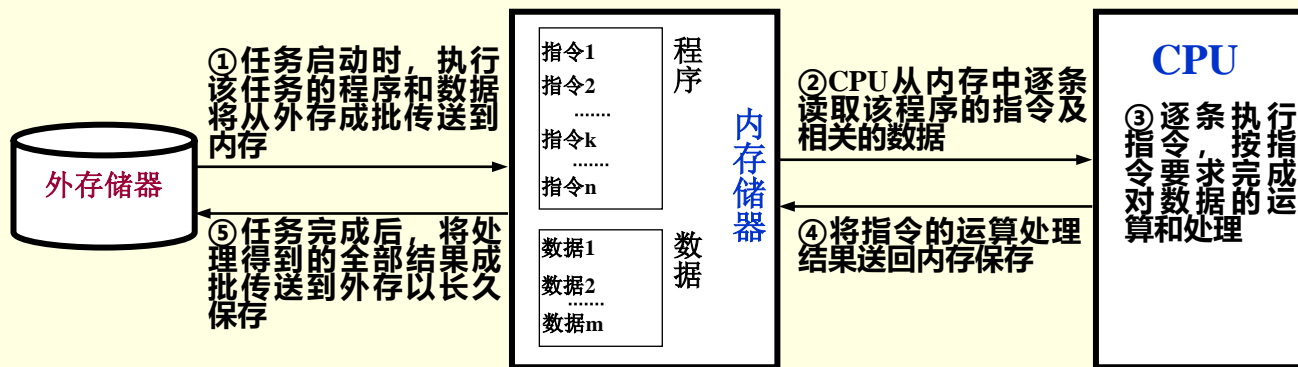 ①任务启动时，执行
该任务的程序和数据
将从外存成批传送到
内存
外存储器
⑤任务完成后，将处
理得到的全部结果成
批传送到外存以长久
保存
指令1
指令2
.......
指令k
.......
指令n
程
序
数据1
数据2
.......
数据m
数
据
内
存
储
器
②CPU从内存中逐条
读取该程序的指令及
相关的数据
④将指令的运算处理
结果送回内存保存
CPU
③逐条执行
指令，按指
令要求完成
对数据的运
算和处理